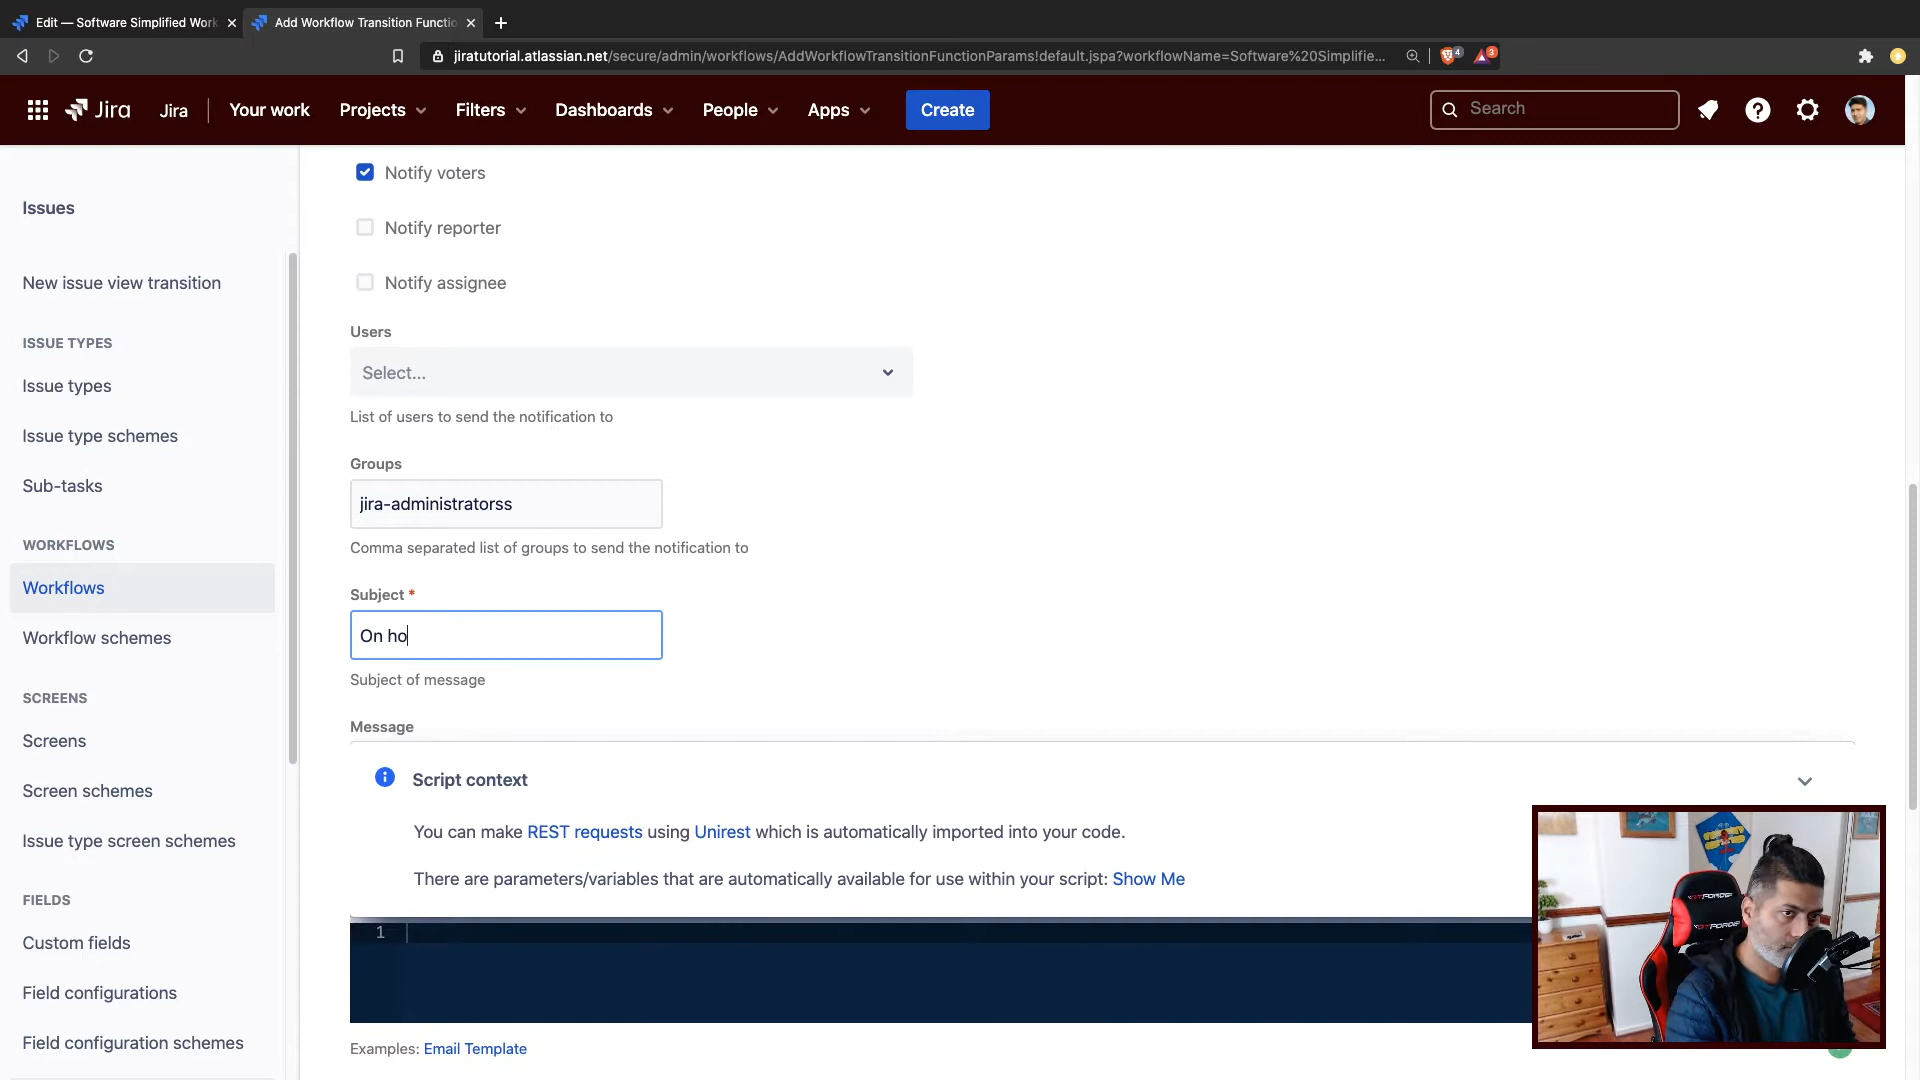 Edit — Software Simplified Work
Add Workflow Transition Functio
jiratutorial.atlassian.net/secure/admin/workflows/AddWorkflowTransitionFunctionParams!default.jspa?workflowName=Software%20Simplifie...
4
3
Jira
Jira
Your work
Projects
Filters
Dashboards
People
Apps
Create
Search
Issues
New issue view transition
ISSUE TYPES
Issue types
Issue type schemes
Sub-tasks
WORKFLOWS
Workflows
Workflow schemes
SCREENS
Screens
Screen schemes
Issue type screen schemes
FIELDS
Custom fields
Field configurations
Field configuration schemes
Notify voters
Notify reporter
Notify assignee
Users
Select...
List of users to send the notification to
Groups
jira-administratorss
Comma separated list of groups to send the notification to
Subject *
On ho
Subject of message
Message
Script context
You can make REST requests using Unirest which is automatically imported into your code.
There are parameters/variables that are automatically available for use within your script: Show Me
1
Examples: Email Template